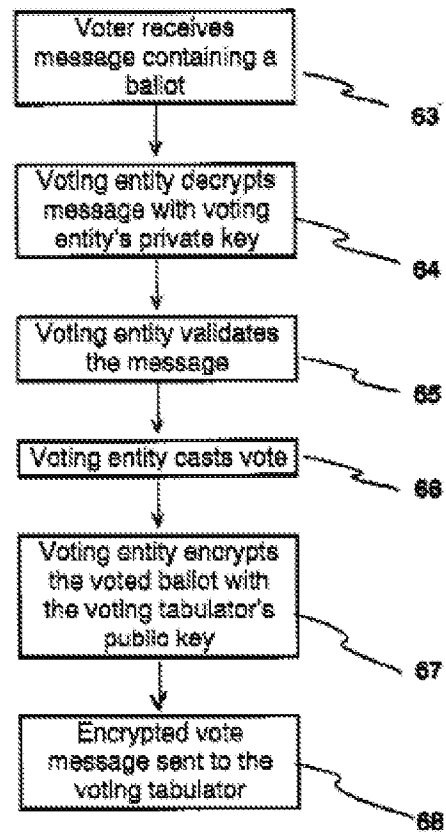 Voter receives
message containing a
ballot
63
Voting entity decrypts
message with voting
entity's private key
64
Voting entity validates
the message
65
Voting entity casts vote
66
Voting entity encrypts
the voted ballot with
the voting tabulator's
public key
67
Encrypted vote
message sent to the
voting tabulator
68